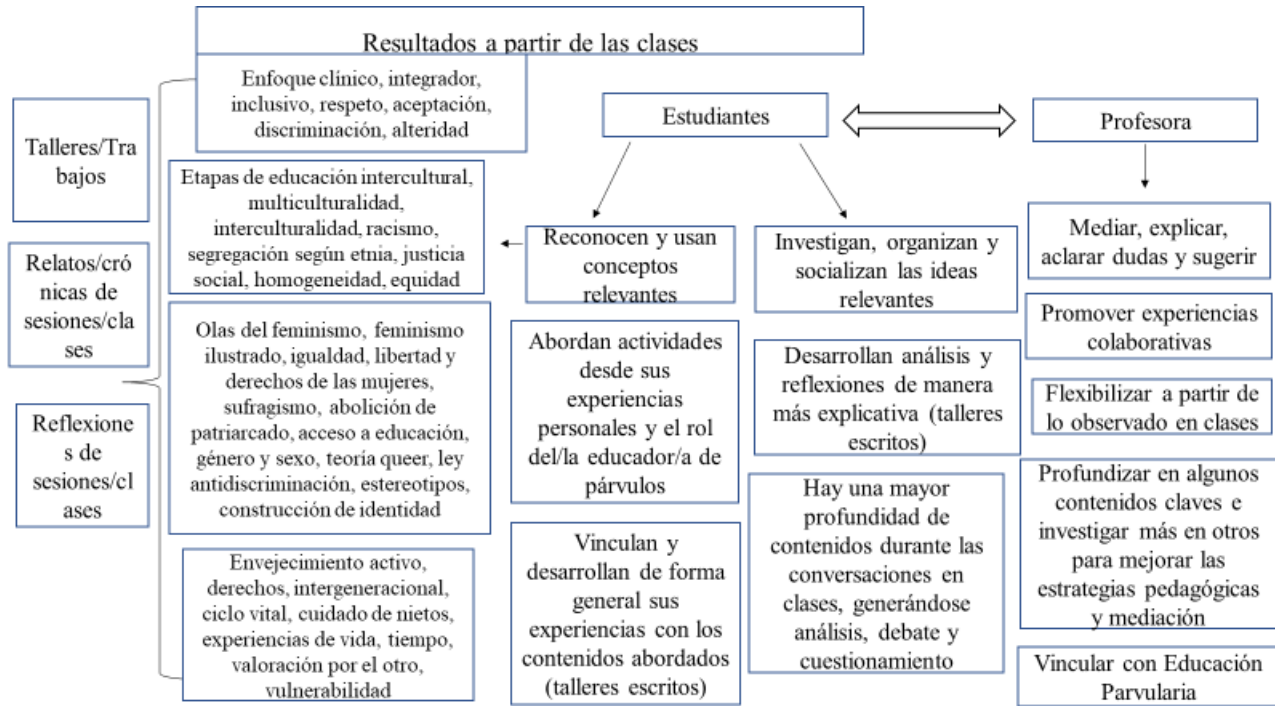 Resultados a partir de las clases
Talleres/Tra
bajos
Relatos/cró
nicas de
sesiones/cla
ses
Reflexione
s de
sesiones/cl
ases
Enfoque clínico, integrador,
inclusivo, respeto, aceptación,
discriminación, alteridad
Etapas de educación intercultural,
multiculturalidad,
interculturalidad, racismo,
segregación según etnia, justicia
social, homogeneidad, equidad
Olas del feminismo, feminismo
ilustrado, igualdad, libertad y
derechos de las mujeres,
sufragismo, abolición de
patriarcado, acceso a educación,
género y sexo, teoría queer, ley
antidiscriminación, estereotipos,
construcción de identidad
Envejecimiento activo,
derechos, intergeneracional,
ciclo vital, cuidado de nietos,
experiencias de vida, tiempo,
valoración por el otro,
vulnerabilidad
Estudiantes
Reconocen y usan
conceptos
relevantes
Abordan actividades
desde sus
experiencias
personales y el rol
del/la educador/a de
párvulos
Vinculan y
desarrollan de forma
general sus
experiencias con los
contenidos abordados
(talleres escritos)
Investigan, organizan y
socializan las ideas
relevantes
Desarrollan análisis y
reflexiones de manera
más explicativa (talleres
escritos)
Hay una mayor
profundidad de
contenidos durante las
conversaciones en
clases, generándose
análisis, debate y
cuestionamiento
Profesora
Mediar, explicar,
aclarar dudas y sugerir
Promover experiencias
colaborativas
Flexibilizar a partir de
lo observado en clases
Profundizar en algunos
contenidos claves e
investigar más en otros
para mejorar las
estrategias pedagógicas
y mediación
Vincular con Educación
Parvularia